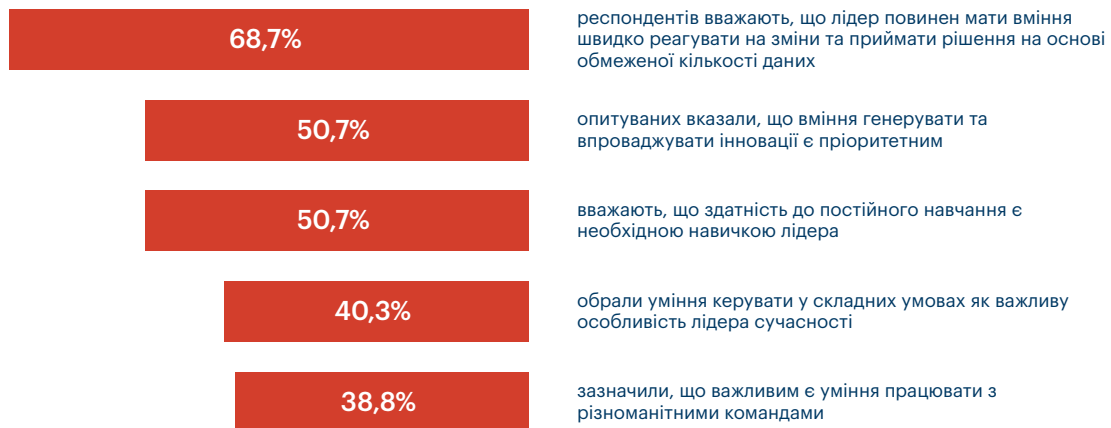 68,7%
респондентів вважають, що лідер повинен мати вміння
швидко реагувати на зміни та приймати рішення на основі
обмеженої кількості даних
50,7%
опитуваних вказали, що вміння генерувати та
впроваджувати інновації є пріоритетним
50,7%
вважають, що здатність до постійного навчання є
необхідною навичкою лідера
40,3%
обрали уміння керувати у складних умовах як важливу
особливість лідера сучасності
38,8%
зазначили, що важливим є уміння працювати з
різноманітними командами